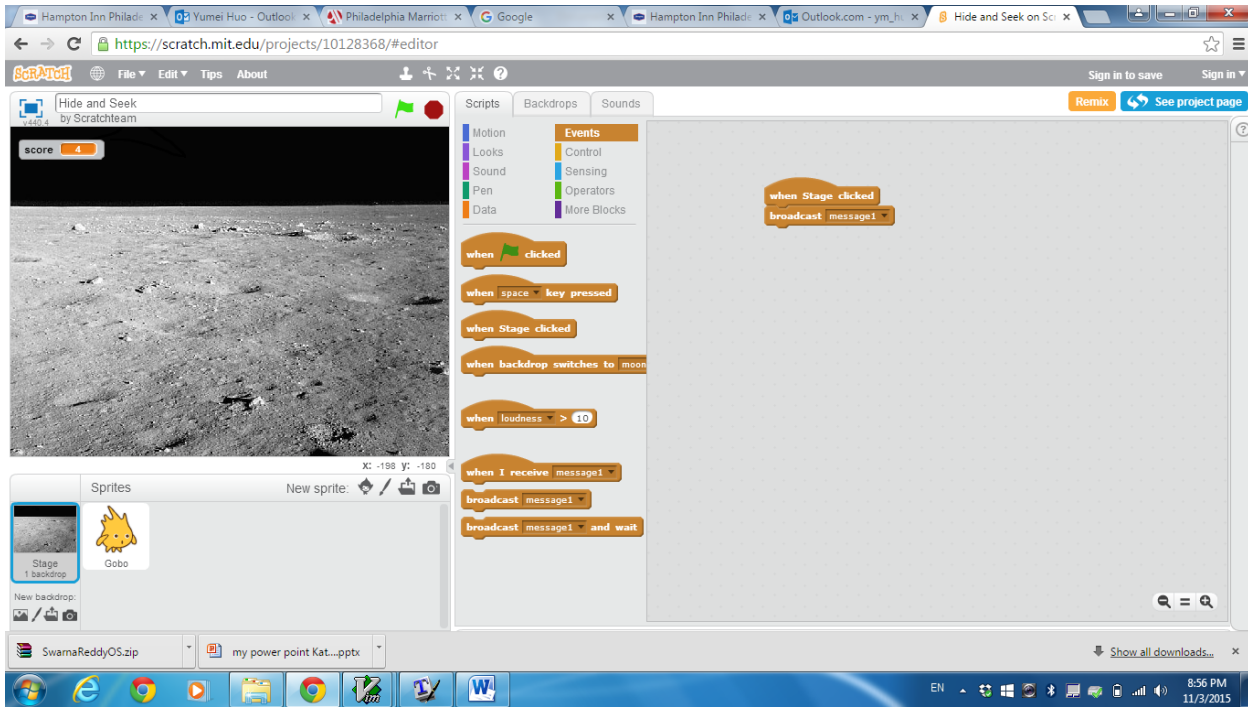 Hampton Inn Philade
Yumei Huo - Outlook
Philadelphia Marriott
Google
Hampton Inn Philade
Outlook.com - ym_hu
Hide and Seek on Scr
https://scratch.mit.edu/projects/10128368/#editor
SCRATCH File Edit Tips About Sign in to save Sign in
Hide and Seek
by Scratchteam
v440.4
Scripts Backdrops Sounds
Remix See project page
score 4
Motion Events
Looks Control
Sound Sensing
Pen Operators
Data More Blocks
when clicked
when space key pressed
when Stage clicked
when backdrop switches to moon
when loudness > 10
when I receive message1
broadcast message1
broadcast message1 and wait
when Stage clicked
broadcast message1
X: -198 y: -180
Sprites New sprite:
Stage
1 backdrop
Gobo
New backdrop:
SwarnaReddyOS.zip
my power point Kat....pptx
Show all downloads...
EN
8:56 PM
11/3/2015